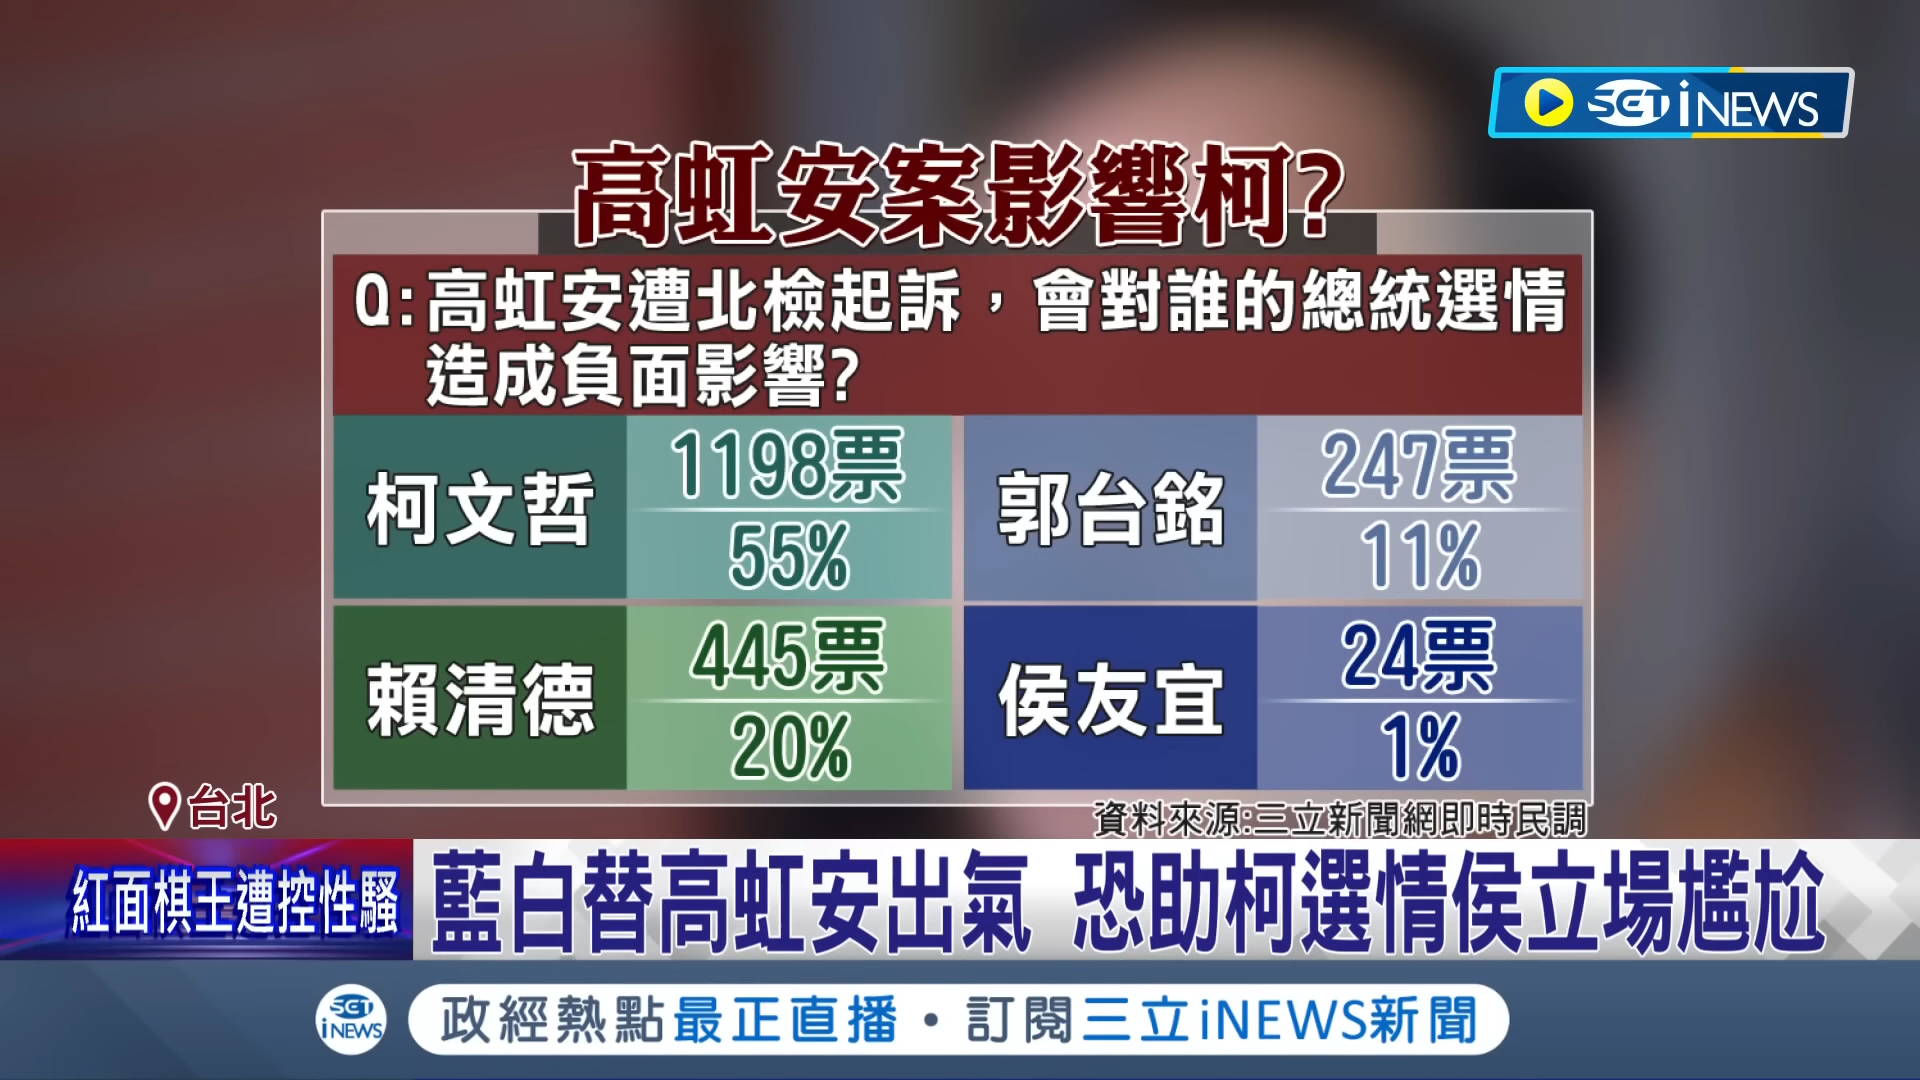 SET iNEWS
高虹安案影響柯?
Q:高虹安遭北檢起訴，會對誰的總統選情
造成負面影響?
柯文哲
1198票
55%
郭台銘
247票
11%
賴清德
445票
20%
侯友宜
24票
1%
資料來源:三立新聞網即時民調
台北
紅面棋王遭控性騷
藍白替高虹安出氣 恐助柯選情侯立場尷尬
SET iNEWS
政經熱點最正直播・訂閱三立iNEWS新聞